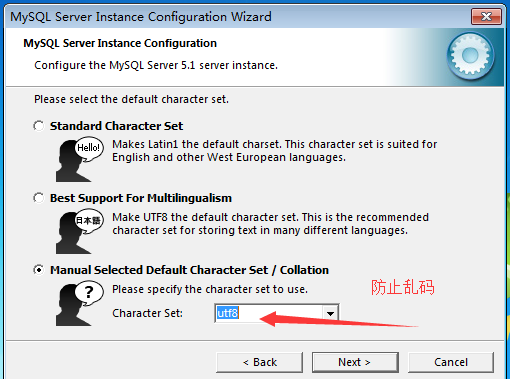 MySQL Server Instance Configuration Wizard
MySQL Server Instance Configuration
Configure the MySQL Server 5.1 server instance.
Please select the default character set.
Standard Character Set
Hello!
Makes Latin1 the default charset. This character set is suited for
English and other West European languages.
Best Support For Multilingualism
日本語
Make UTF8 the default character set. This is the recommended
character set for storing text in many different languages.
Manual Selected Default Character Set / Collation
?
Please specify the character set to use.
防止乱码
Character Set: utf8
< Back Next > Cancel